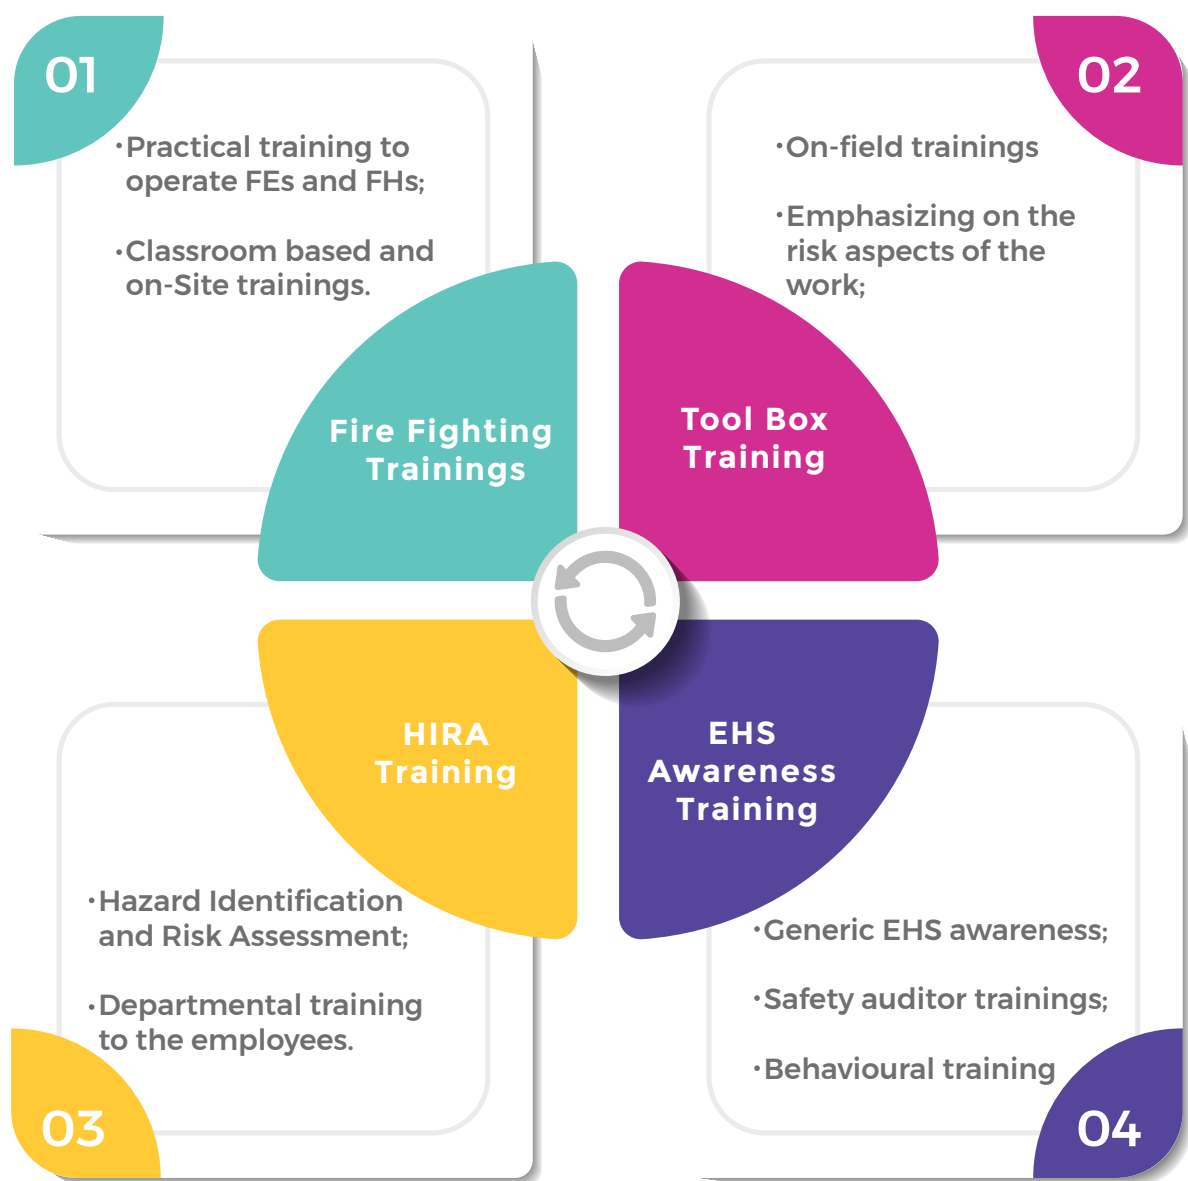 01
•Practical training to
operate FEs and FHs;
•Classroom based and
on-Site trainings.
Fire Fighting
Trainings
02
•On-field trainings
•Emphasizing on the
risk aspects of the
work;
Tool Box
Training
HIRA
Training
•Hazard Identification
and Risk Assessment;
•Departmental training
to the employees.
03
EHS
Awareness
Training
•Generic EHS awareness;
•Safety auditor trainings;
•Behavioural training
04